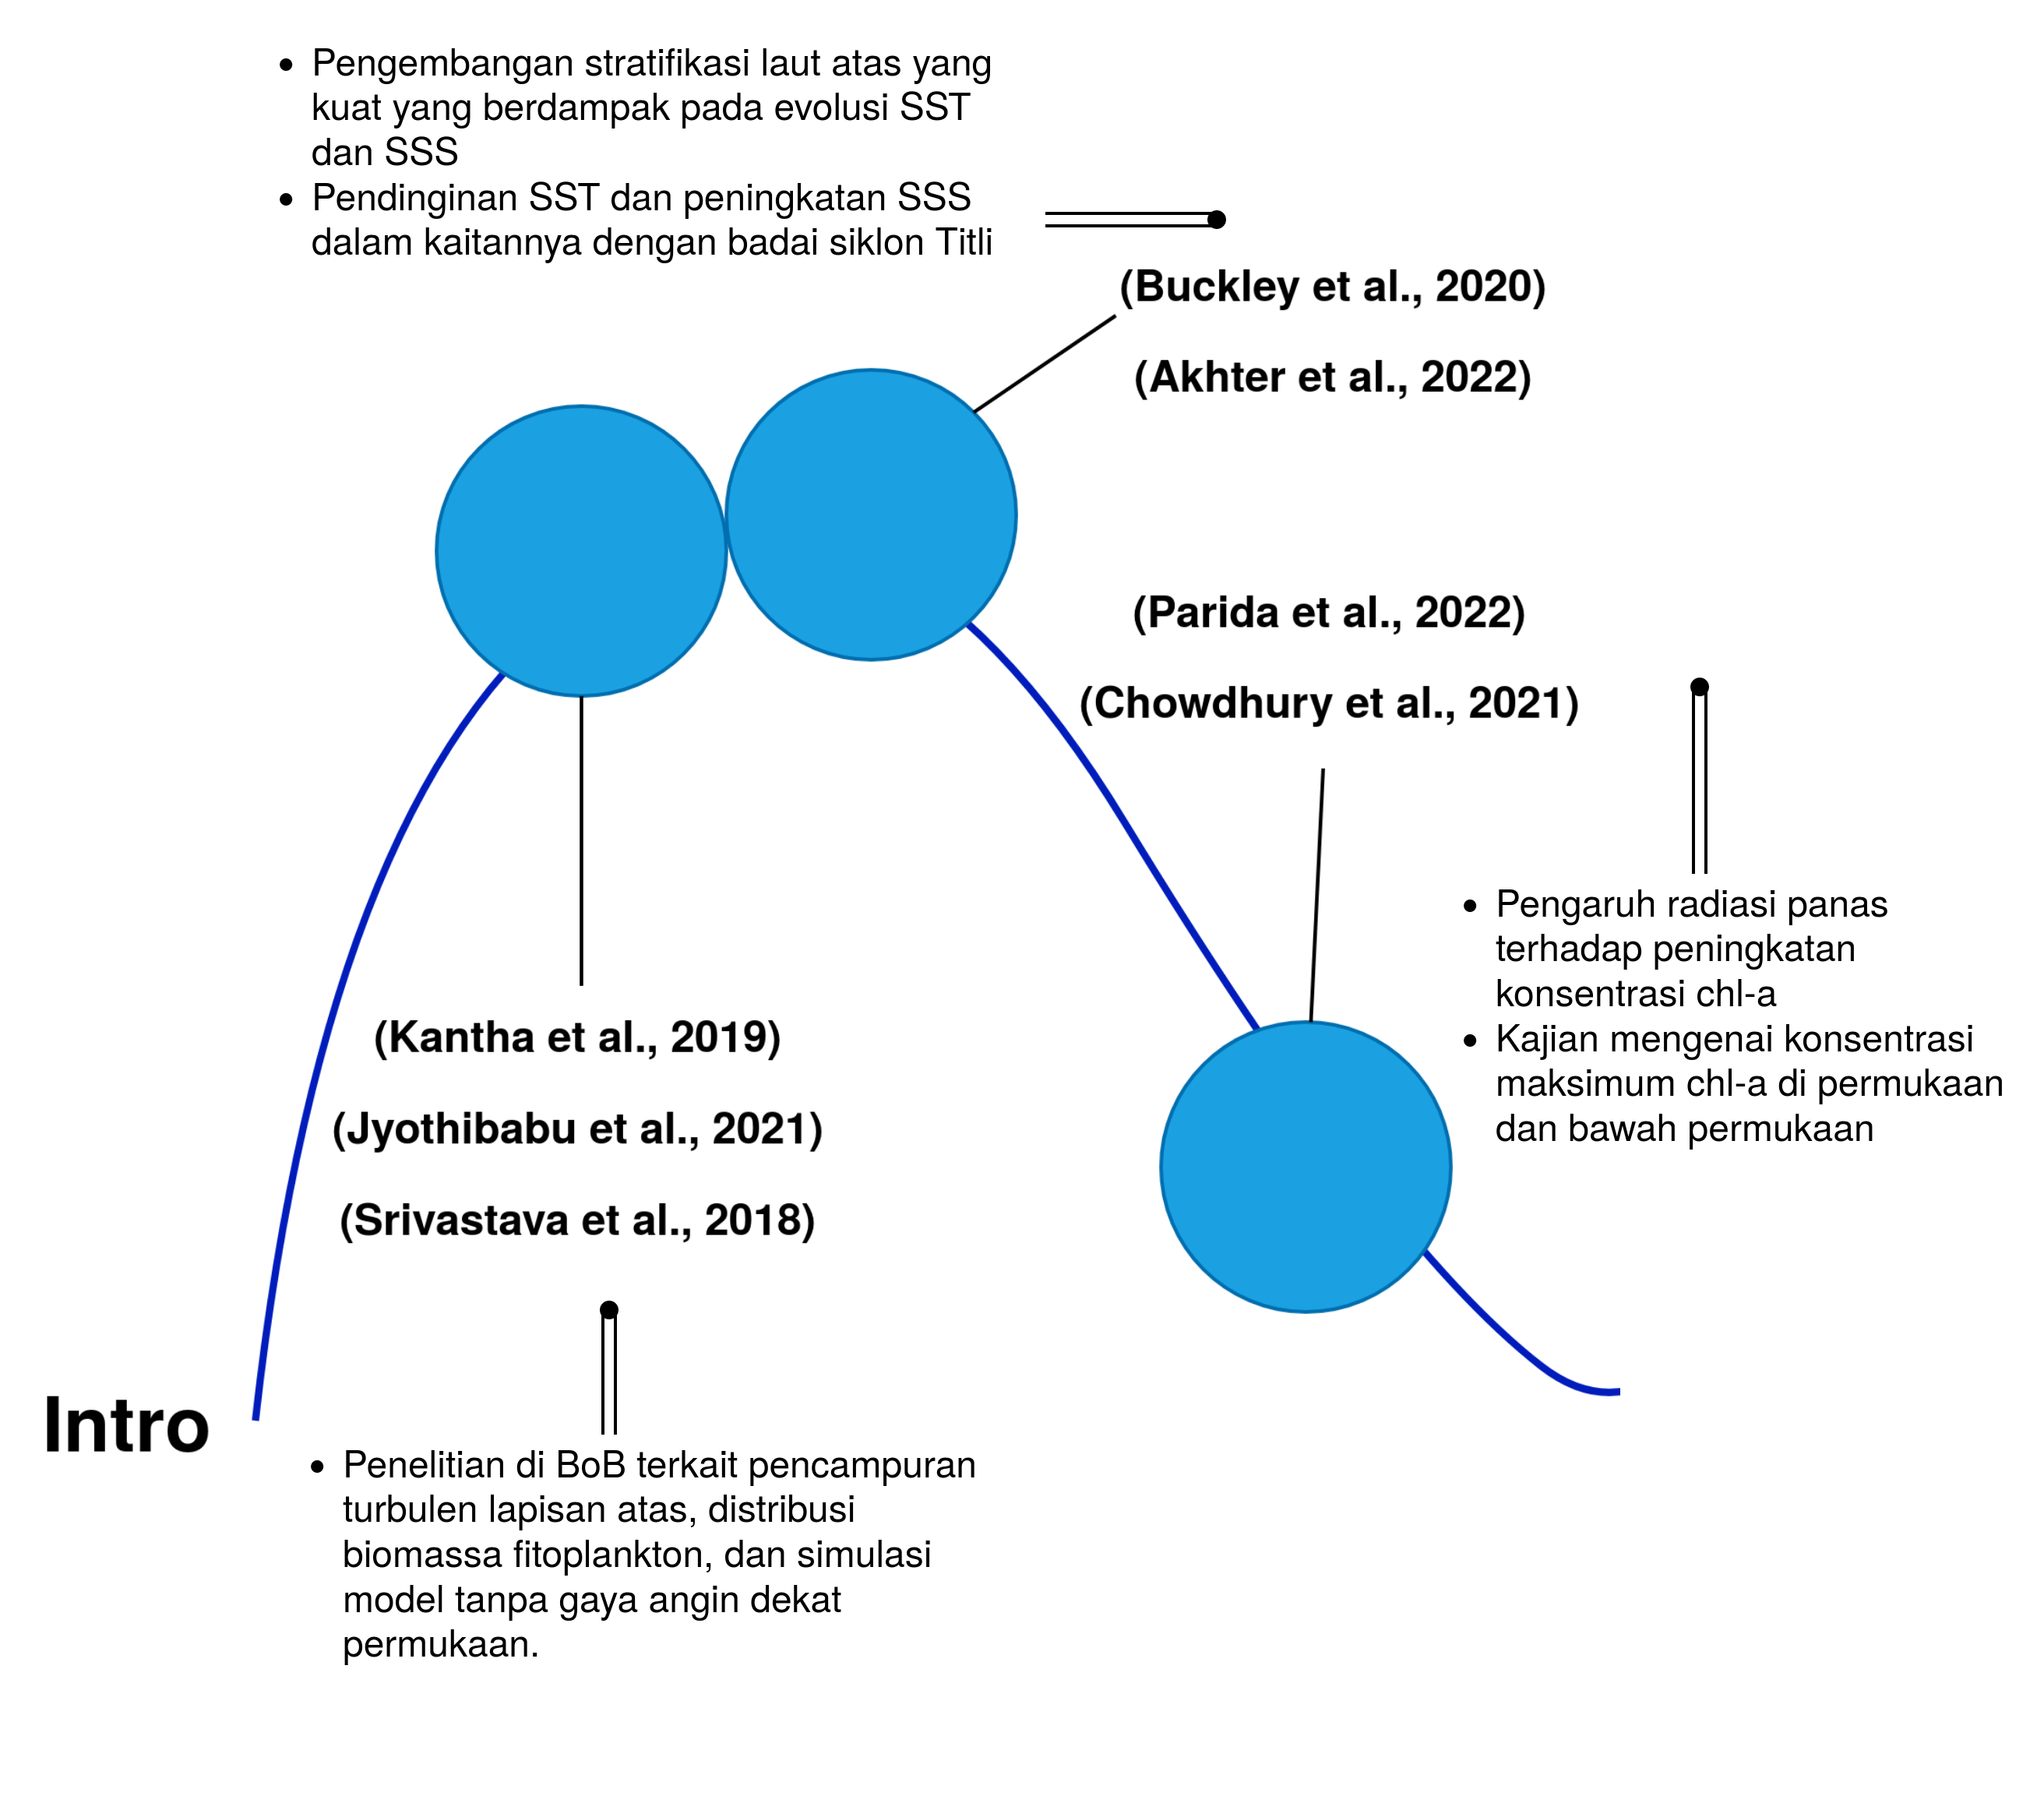 • Pengembangan stratifikasi laut atas yang
kuat yang berdampak pada evolusi SST
dan SSS
• Pendinginan SST dan peningkatan SSS
dalam kaitannya dengan badai siklon Titli
(Buckley et al., 2020)
(Akhter et al., 2022)
(Parida et al., 2022)
(Chowdhury et al., 2021)
• Pengaruh radiasi panas
terhadap peningkatan
konsentrasi chl-a
• Kajian mengenai konsentrasi
maksimum chl-a di permukaan
dan bawah permukaan
(Kantha et al., 2019)
(Jyothibabu et al., 2021)
(Srivastava et al., 2018)
Intro
• Penelitian di BoB terkait pencampuran
turbulen lapisan atas, distribusi
biomassa fitoplankton, dan simulasi
model tanpa gaya angin dekat
permukaan.